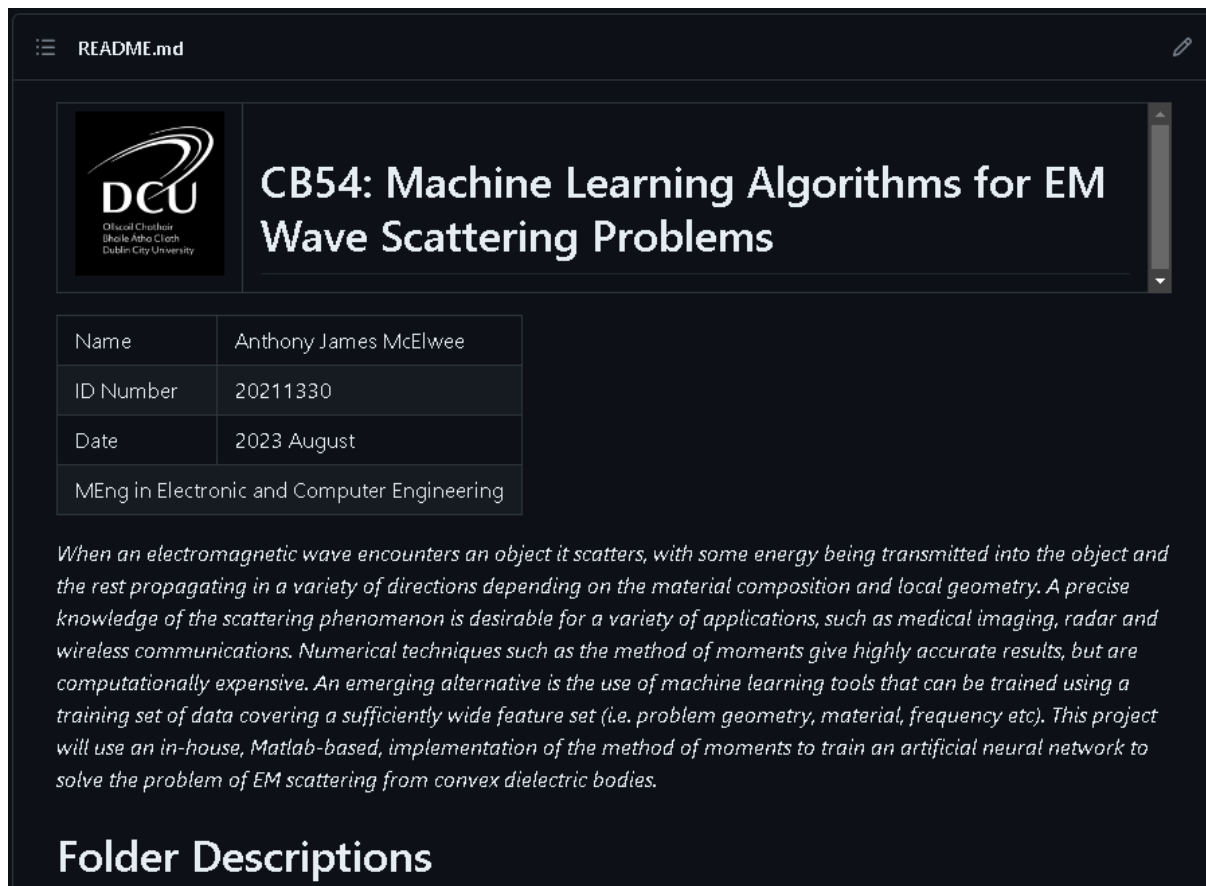 README.md
DCU
Ollscoil Chathair
Bhaile Átha Cliath
Dublin City University
CB54: Machine Learning Algorithms for EM
Wave Scattering Problems
Name Anthony James McElwee
ID Number 20211330
Date 2023 August
MEng in Electronic and Computer Engineering
When an electromagnetic wave encounters an object it scatters, with some energy being transmitted into the object and
the rest propagating in a variety of directions depending on the material composition and local geometry. A precise
knowledge of the scattering phenomenon is desirable for a variety of applications, such as medical imaging, radar and
wireless communications. Numerical techniques such as the method of moments give highly accurate results, but are
computationally expensive. An emerging alternative is the use of machine learning tools that can be trained using a
training set of data covering a sufficiently wide feature set (i.e. problem geometry, material, frequency etc). This project
will use an in-house, Matlab-based, implementation of the method of moments to train an artificial neural network to
solve the problem of EM scattering from convex dielectric bodies.
Folder Descriptions